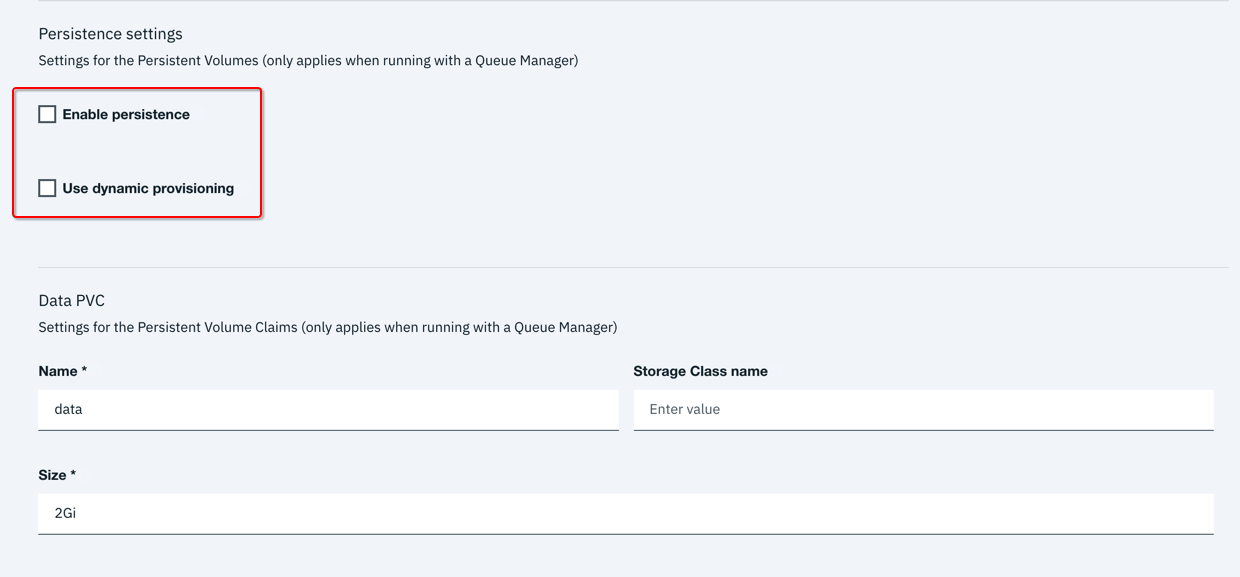 Persistence settings
Settings for the Persistent Volumes (only applies when running with a Queue Manager)
Enable persistence
Use dynamic provisioning
Data PVC
Settings for the Persistent Volume Claims (only applies when running with a Queue Manager)
Name *
Storage Class name
data
Enter value
Size *
2Gi